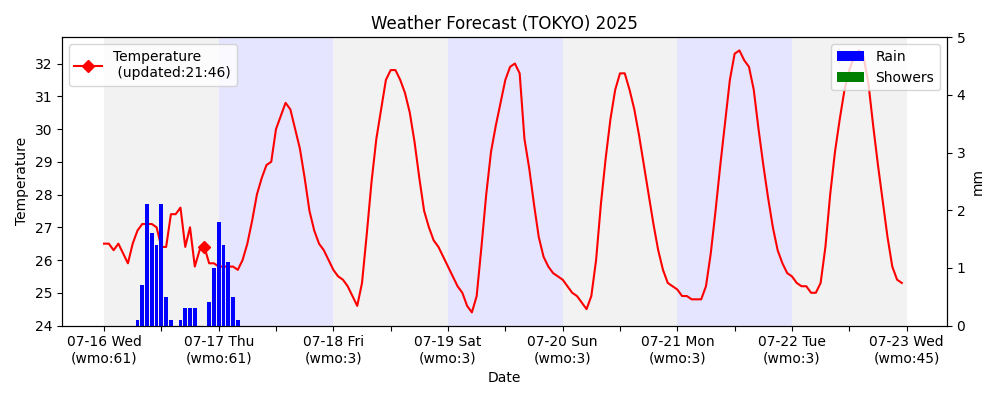 Weather Forecast (TOKYO) 2025
Temperature
(updated:21:46)
Rain
Showers
Temperature
32
31
30
29
28
27
26
25
24
5
4
3
2
1
0
mm
07-16 Wed
(wmo:61)
07-17 Thu
(wmo:61)
07-18 Fri
(wmo:3)
07-19 Sat
(wmo:3)
07-20 Sun
(wmo:3)
07-21 Mon
(wmo:3)
07-22 Tue
(wmo:3)
07-23 Wed
(wmo:45)
Date